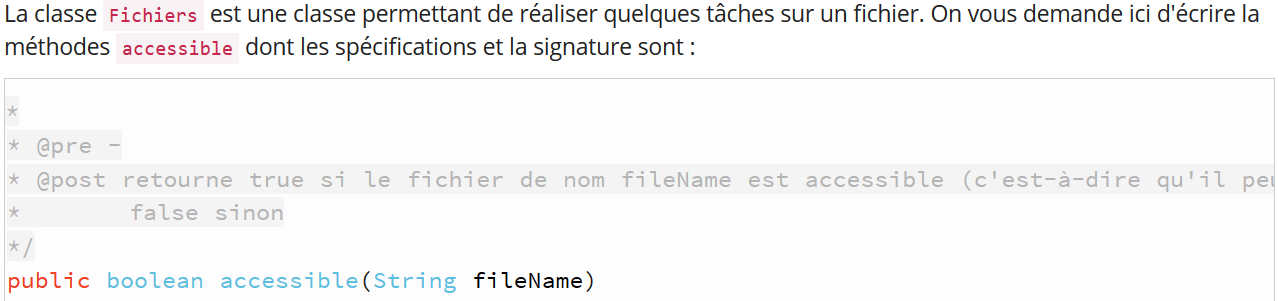 La classe Fichiers est une classe permettant de réaliser quelques tâches sur un fichier. On vous demande ici d'écrire la
méthodes accessible dont les spécifications et la signature sont :
*
* @pre -
* @post retourne true si le fichier de nom fileName est accessible (c'est-à-dire qu'il
* false sinon
*/
public boolean accessible(String fileName)